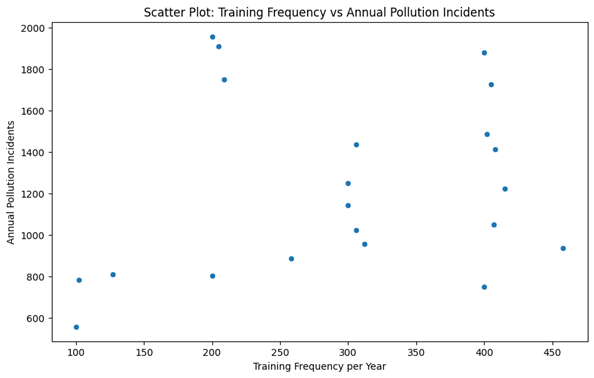 Scatter Plot: Training Frequency vs Annual Pollution Incidents
2000
1800
1600
1400
1200
1000
800
600
Annual Pollution Incidents
100 150 200 250 300 350 400 450
Training Frequency per Year